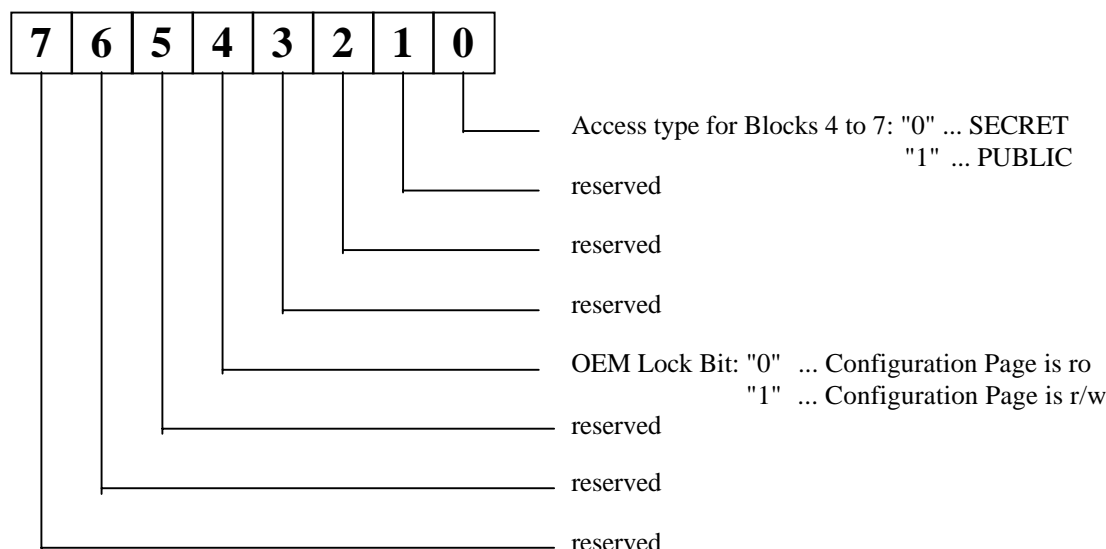 7 6 5 4 3 2 1 0
Access type for Blocks 4 to 7: "0" ... SECRET
"1" ... PUBLIC
reserved
reserved
reserved
OEM Lock Bit: "0" ... Configuration Page is ro
"1" ... Configuration Page is r/w
reserved
reserved
reserved